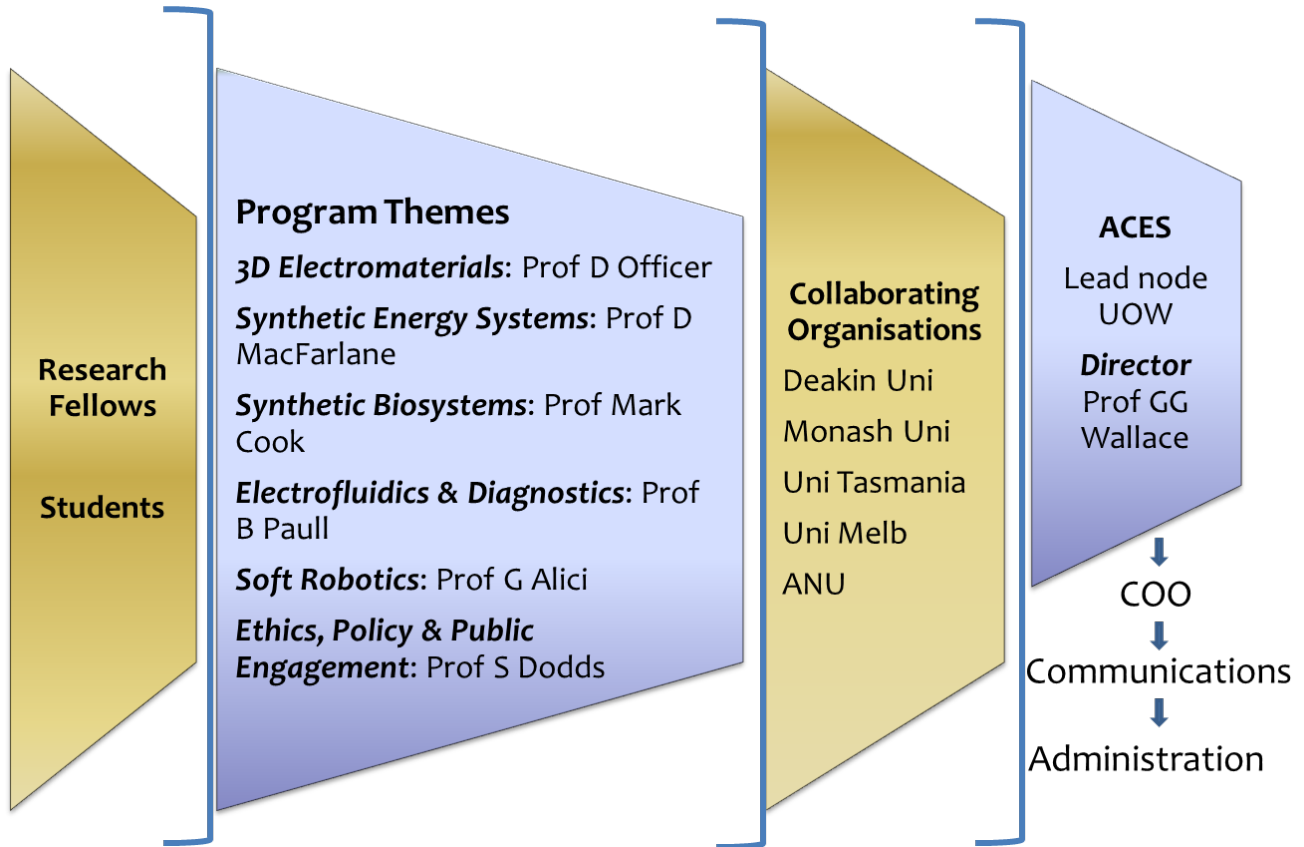 Research
Fellows
Students
Program Themes
3D Electromaterials: Prof D Officer
Synthetic Energy Systems: Prof D
MacFarlane
Synthetic Biosystems: Prof Mark
Cook
Electrofluidics & Diagnostics: Prof
B Paull
Soft Robotics: Prof G Alici
Ethics, Policy & Public
Engagement: Prof S Dodds
Collaborating
Organisations
Deakin Uni
Monash Uni
Uni Tasmania
Uni Melb
ANU
ACES
Lead node
UOW
Director
Prof GG
Wallace
COO
Communications
Administration